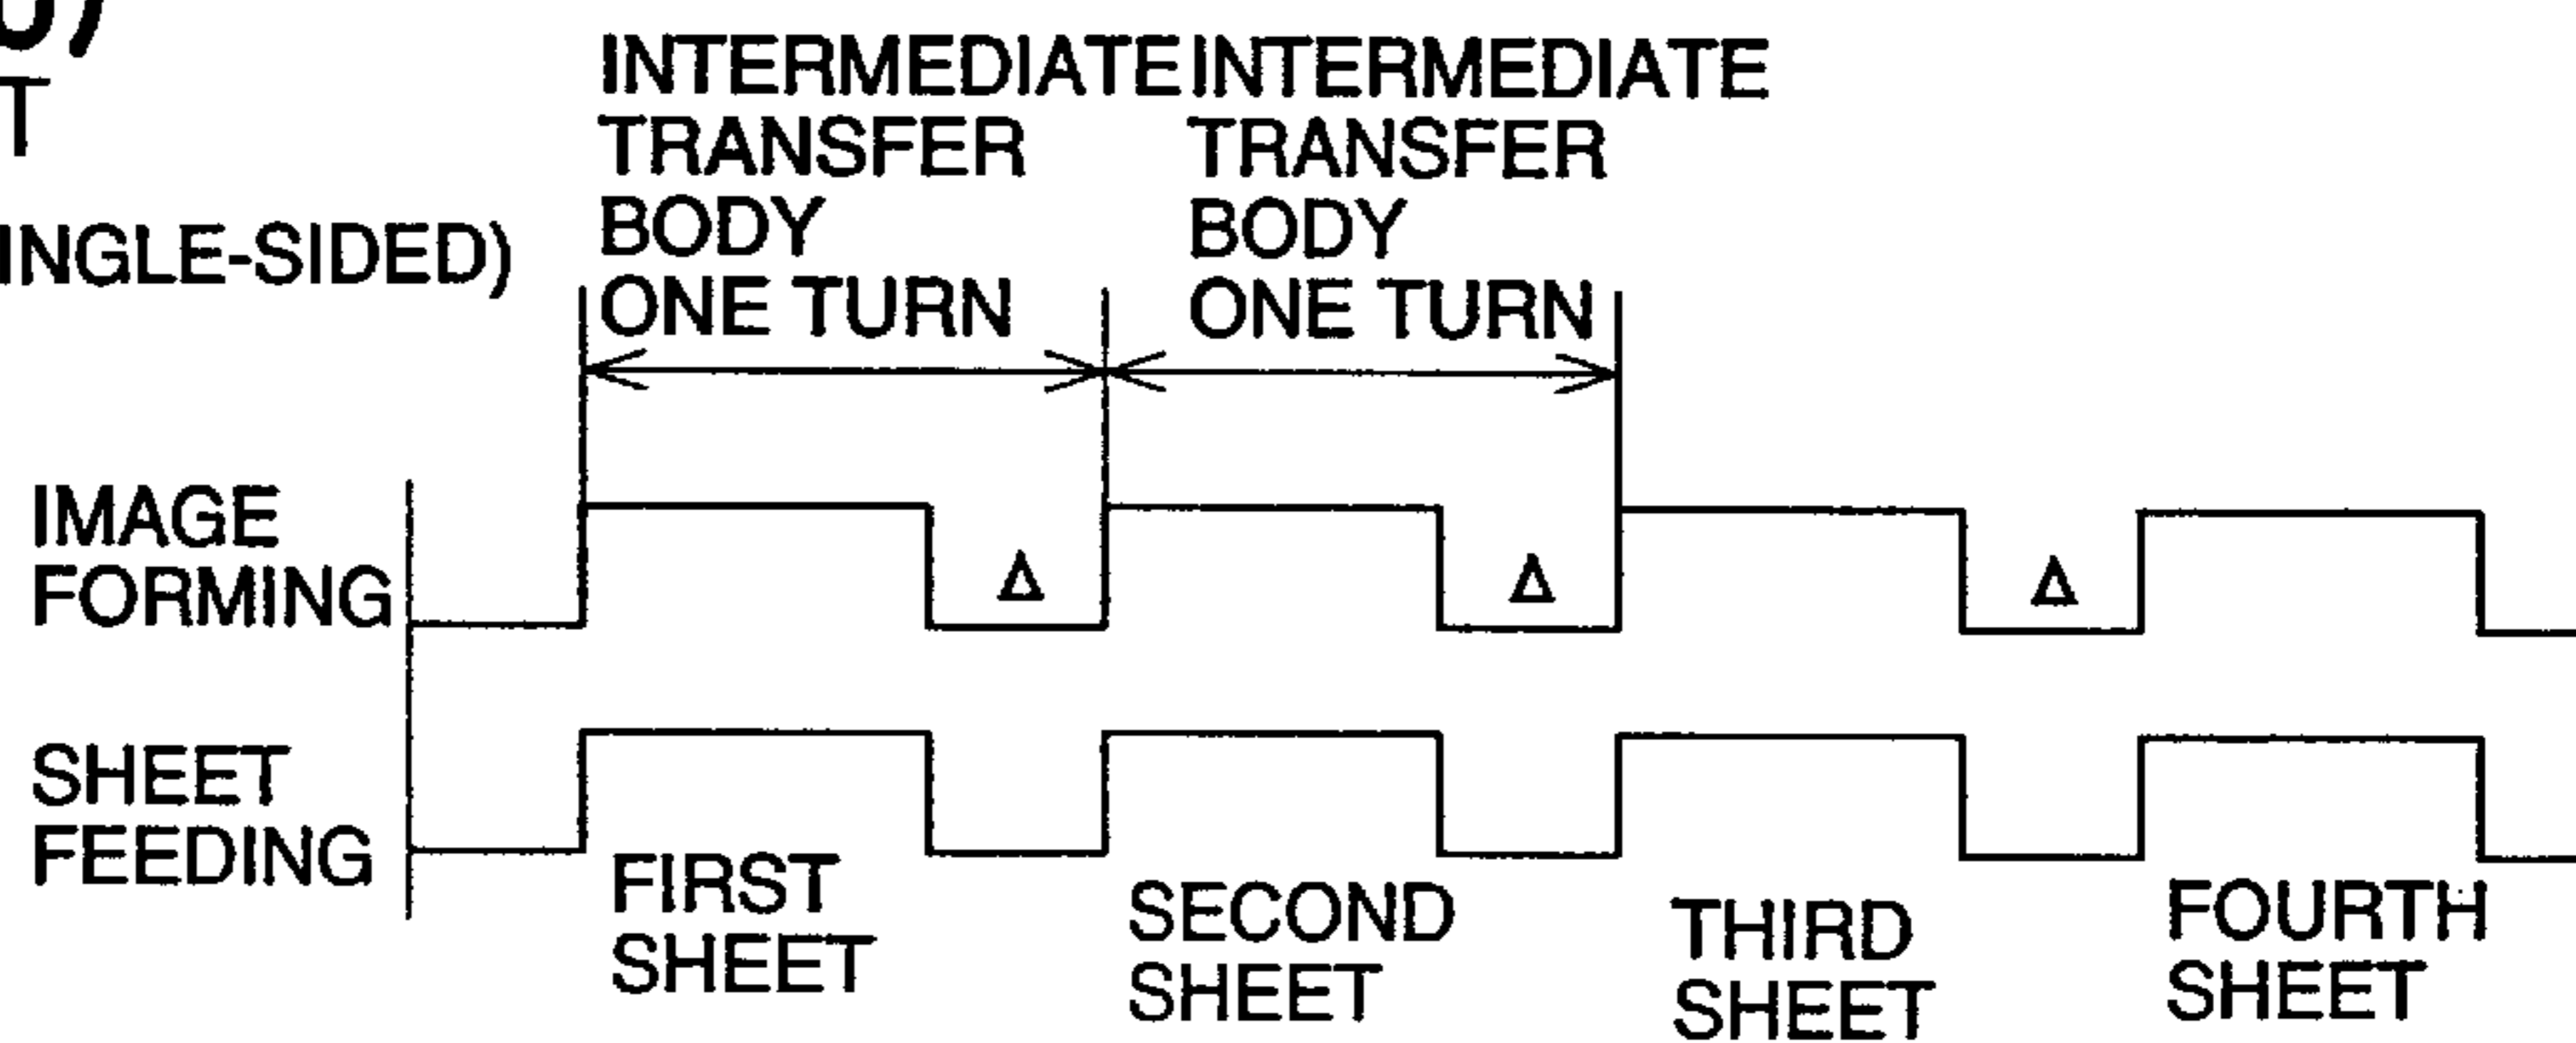 T
INGLE-SIDED)
INTERMEDIATE
TRANSFER
BODY
ONE TURN
INTERMEDIATE
TRANSFER
BODY
ONE TURN
IMAGE
FORMING
Δ Δ Δ
SHEET
FEEDING
FIRST
SHEET
SECOND
SHEET
THIRD
SHEET
FOURTH
SHEET